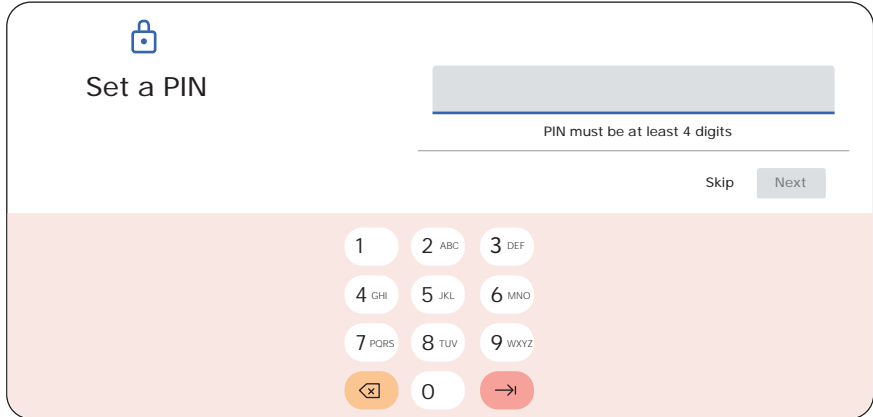 Set a PIN
PIN must be at least 4 digits
Skip Next
1 2 ABC 3 DEF
4 GHI 5 JKL 6 MNO
7 PQRS 8 TUV 9 WXYZ
0